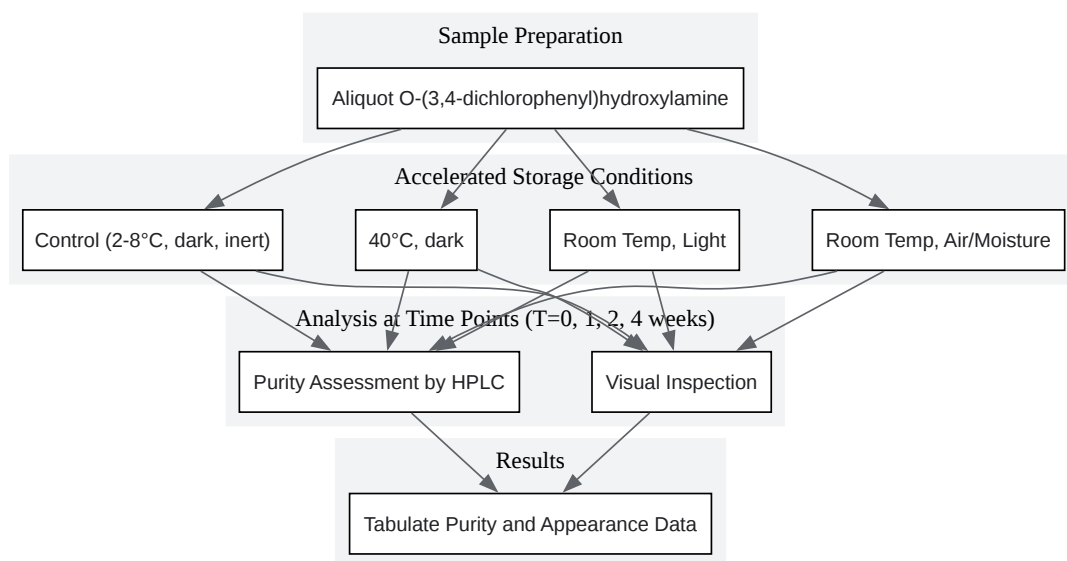 Sample Preparation
Aliquot O-(3,4-dichlorophenyl)hydroxylamine
Accelerated Storage Conditions
Control (2-8°C, dark, inert)
40°C, dark
Room Temp, Light
Room Temp, Air/Moisture
Analysis at Time Points (T=0, 1, 2, 4 weeks)
Purity Assessment by HPLC
Visual Inspection
Results
Tabulate Purity and Appearance Data